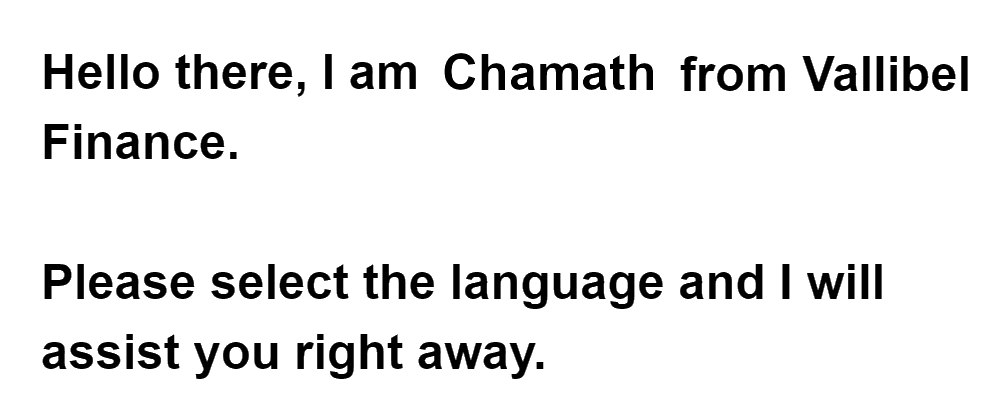 Hello there, I am Chamath from Vallibel
Finance.
Please select the language and I will
assist you right away.